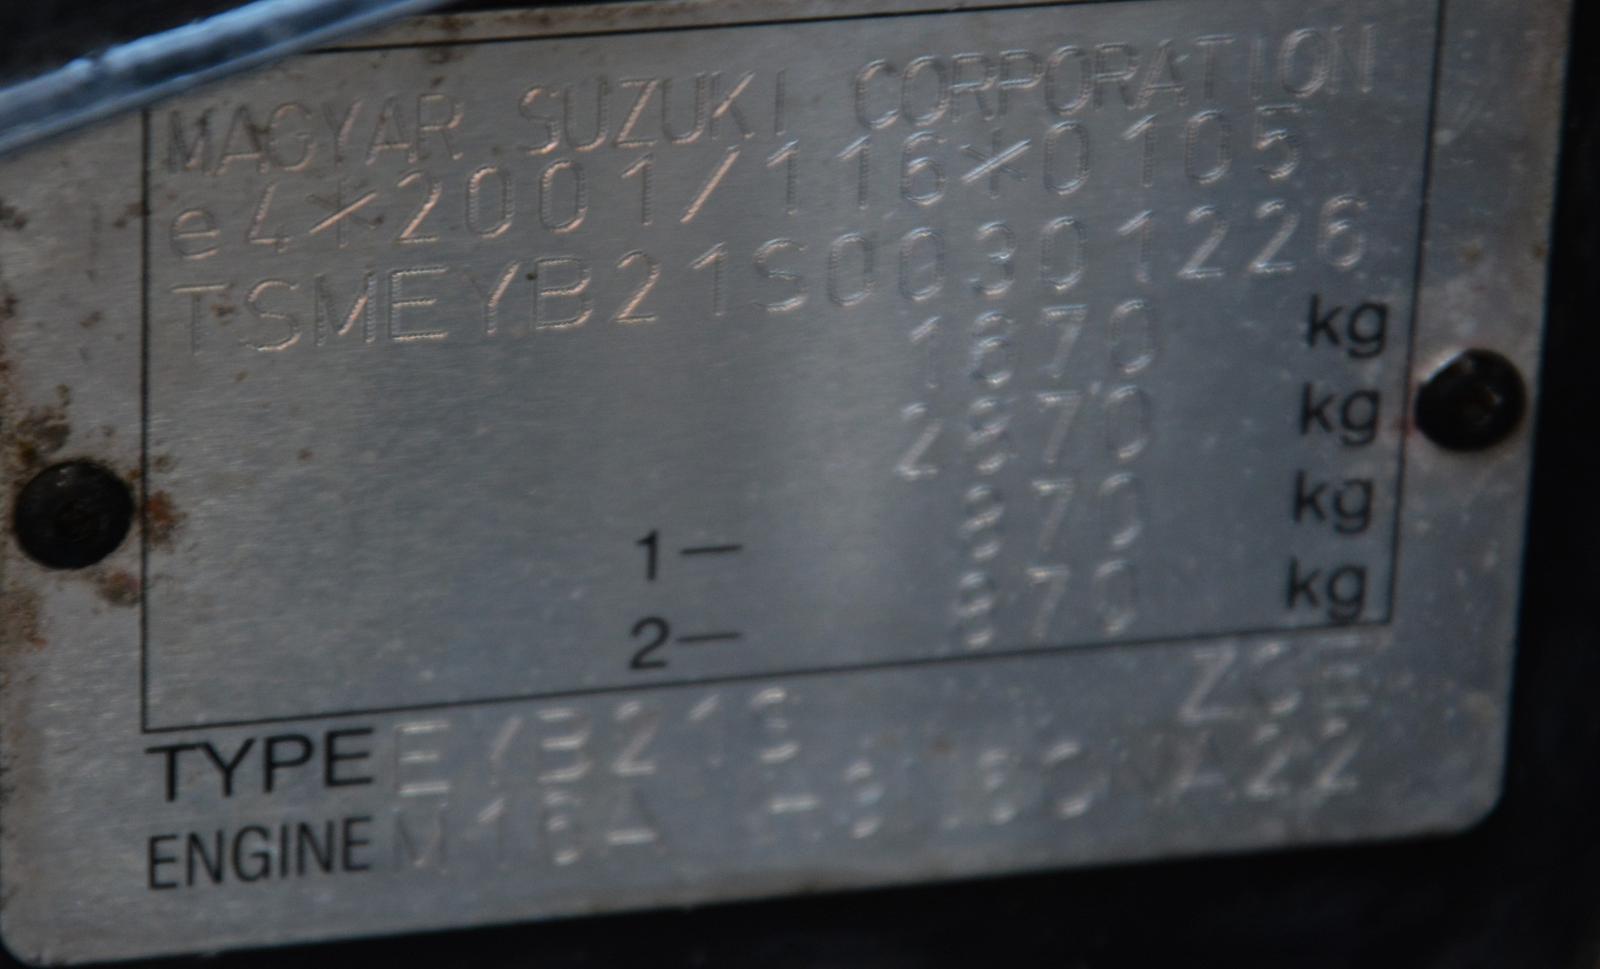 MAGYAR SUZUKI CORPORATION
e4*2001/116*0105
TSMEYB21S00301226
1670 kg
2870 kg
1— 870 kg
2— 870 kg
TYPE EYB21S
ENGINE M16A A22